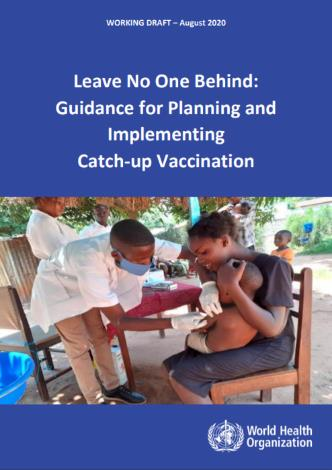 WORKING DRAFT – August 2020
Leave No One Behind:
Guidance for Planning and
Implementing
Catch-up Vaccination
World Health
Organization